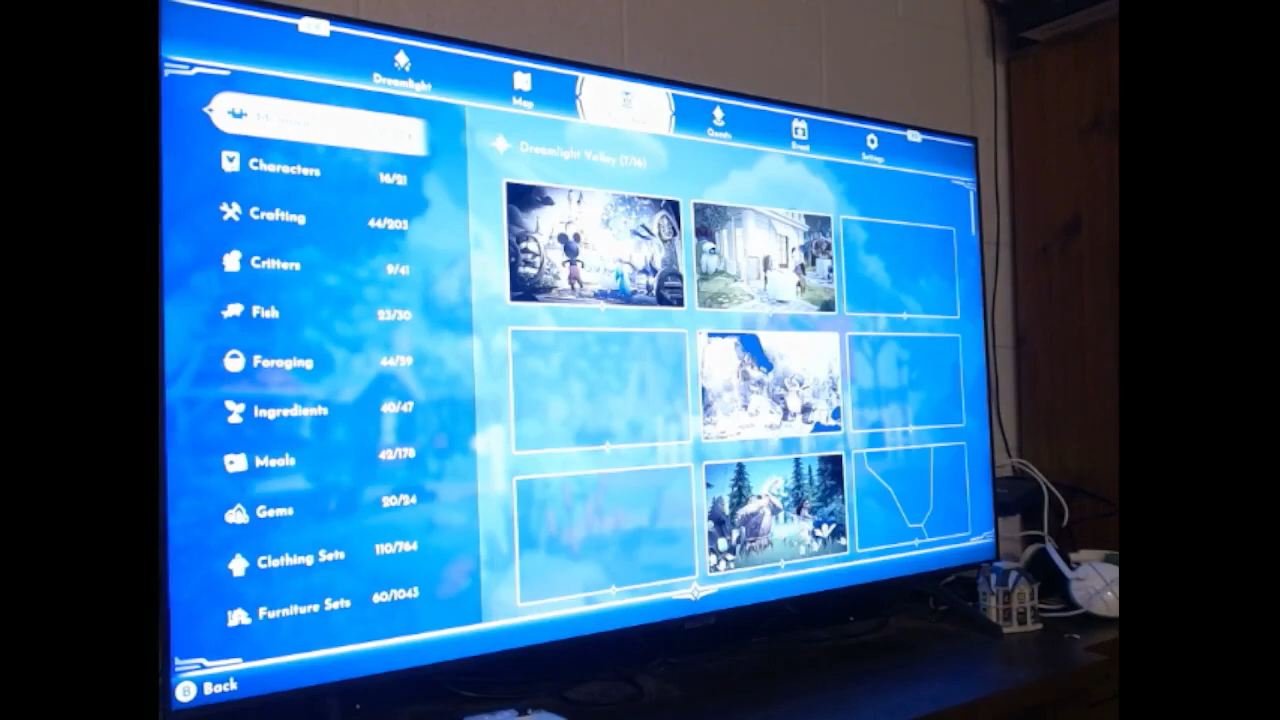 Dreamlight
Map
Quests
Event
Settings
Dreamlight Valley (7/16)
Characters 16/21
Crafting 44/203
Critters 9/41
Fish 23/30
Foraging 44/59
Ingredients 40/47
Meals 42/178
Gems 20/24
Clothing Sets 110/764
Furniture Sets 60/1043
B Back